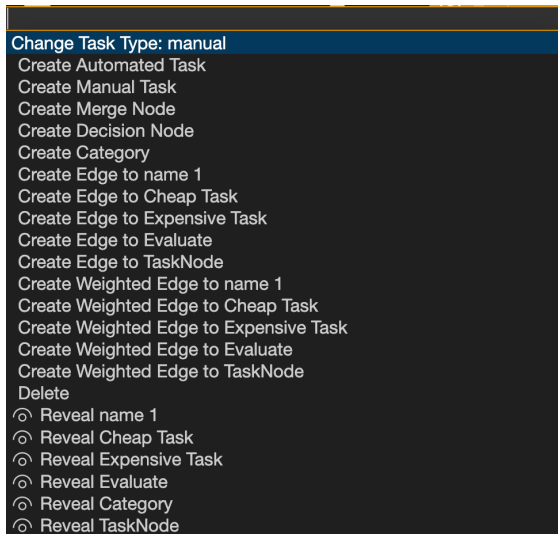 Change Task Type: manual
Create Automated Task
Create Manual Task
Create Merge Node
Create Decision Node
Create Category
Create Edge to name 1
Create Edge to Cheap Task
Create Edge to Expensive Task
Create Edge to Evaluate
Create Edge to TaskNode
Create Weighted Edge to name 1
Create Weighted Edge to Cheap Task
Create Weighted Edge to Expensive Task
Create Weighted Edge to Evaluate
Create Weighted Edge to TaskNode
Delete
Reveal name 1
Reveal Cheap Task
Reveal Expensive Task
Reveal Evaluate
Reveal Category
Reveal TaskNode